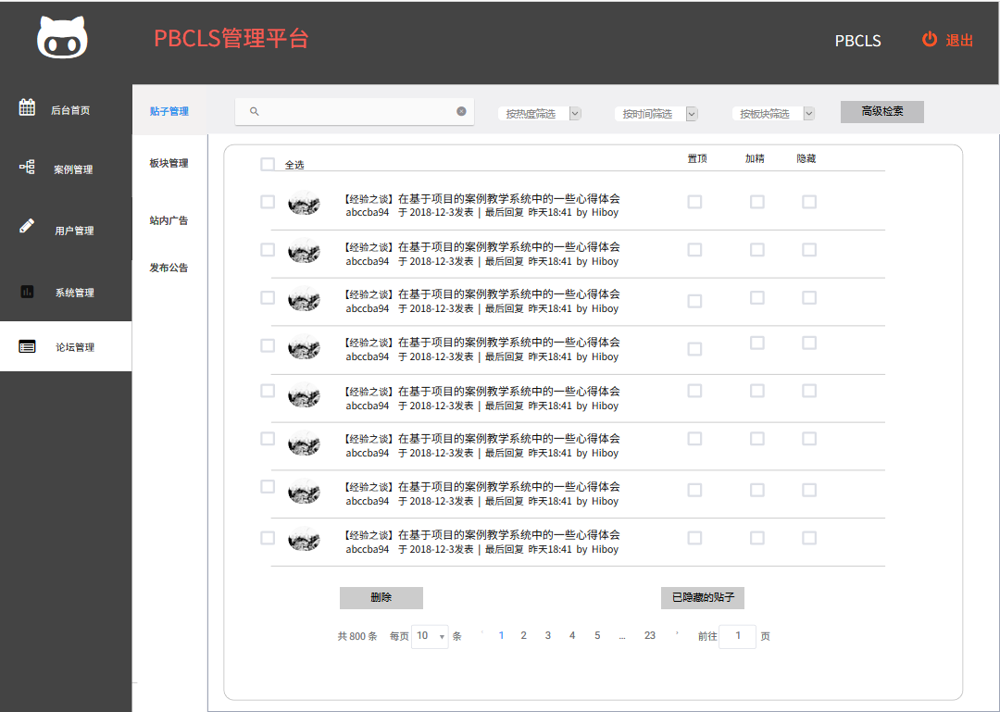 PBCLS管理平台
PBCLS
退出
后台首页
案例管理
用户管理
系统管理
论坛管理
贴子管理
板块管理
站内广告
发布公告
按热度筛选
按时间筛选
按板块筛选
高级检索
全选
置顶
加精
隐藏
【经验之谈】在基于项目的案例教学系统中的一些心得体会
abccba94 于 2018-12-3发表 | 最后回复 昨天18:41 by Hiboy
【经验之谈】在基于项目的案例教学系统中的一些心得体会
abccba94 于 2018-12-3发表 | 最后回复 昨天18:41 by Hiboy
【经验之谈】在基于项目的案例教学系统中的一些心得体会
abccba94 于 2018-12-3发表 | 最后回复 昨天18:41 by Hiboy
【经验之谈】在基于项目的案例教学系统中的一些心得体会
abccba94 于 2018-12-3发表 | 最后回复 昨天18:41 by Hiboy
【经验之谈】在基于项目的案例教学系统中的一些心得体会
abccba94 于 2018-12-3发表 | 最后回复 昨天18:41 by Hiboy
【经验之谈】在基于项目的案例教学系统中的一些心得体会
abccba94 于 2018-12-3发表 | 最后回复 昨天18:41 by Hiboy
【经验之谈】在基于项目的案例教学系统中的一些心得体会
abccba94 于 2018-12-3发表 | 最后回复 昨天18:41 by Hiboy
【经验之谈】在基于项目的案例教学系统中的一些心得体会
abccba94 于 2018-12-3发表 | 最后回复 昨天18:41 by Hiboy
删除
已隐藏的贴子
共 800 条 每页 10 条 1 2 3 4 5 ... 23 前往 1 页